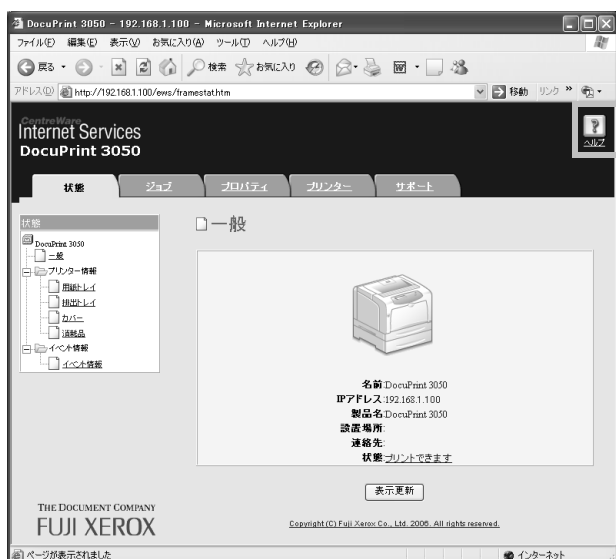 DocuPrint 3050 - 192.168.1.100 - Microsoft Internet Explorer
ファイル(F) 編集(E) 表示(V) お気に入り(A) ツール(T) ヘルプ(H)
戻る 検索 お気に入り
アドレス(D) http://192.168.1.100/ews/framestat.htm 移動 リンク »
CentreWare
Internet Services
DocuPrint 3050
ヘルプ
状態 ジョブ プロパティ プリンター サポート
状態
DocuPrint 3050
一般
プリンター情報
用紙トレイ
排出トレイ
カバー
消耗品
イベント情報
イベント情報
一般
名前:DocuPrint 3050
IPアドレス:192.168.1.100
製品名:DocuPrint 3050
設置場所:
連絡先:
状態:プリントできます
表示更新
THE DOCUMENT COMPANY
FUJI XEROX
Copyright(C) Fuji Xerox Co., Ltd. 2006. All rights reserved.
ページが表示されました インターネット